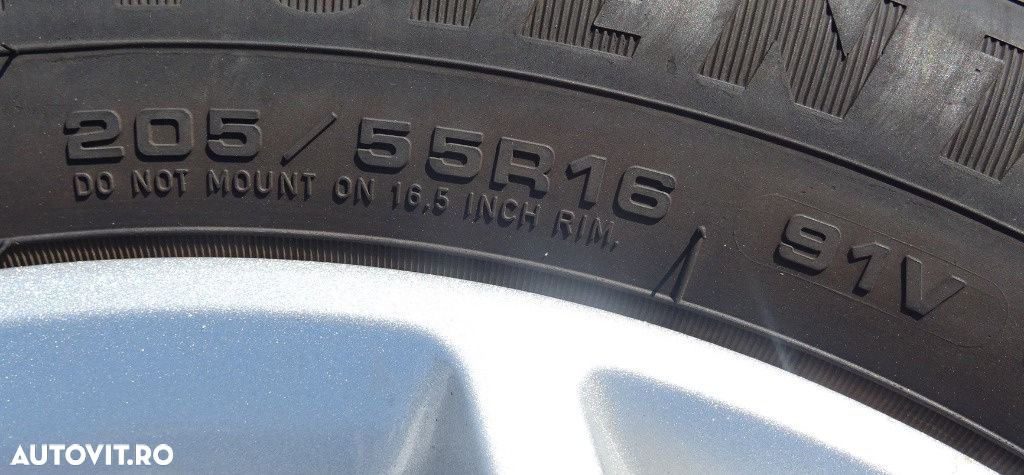 205/55R16 91V
DO NOT MOUNT ON 16.5 INCH RIM.
AUTOVIT.RO